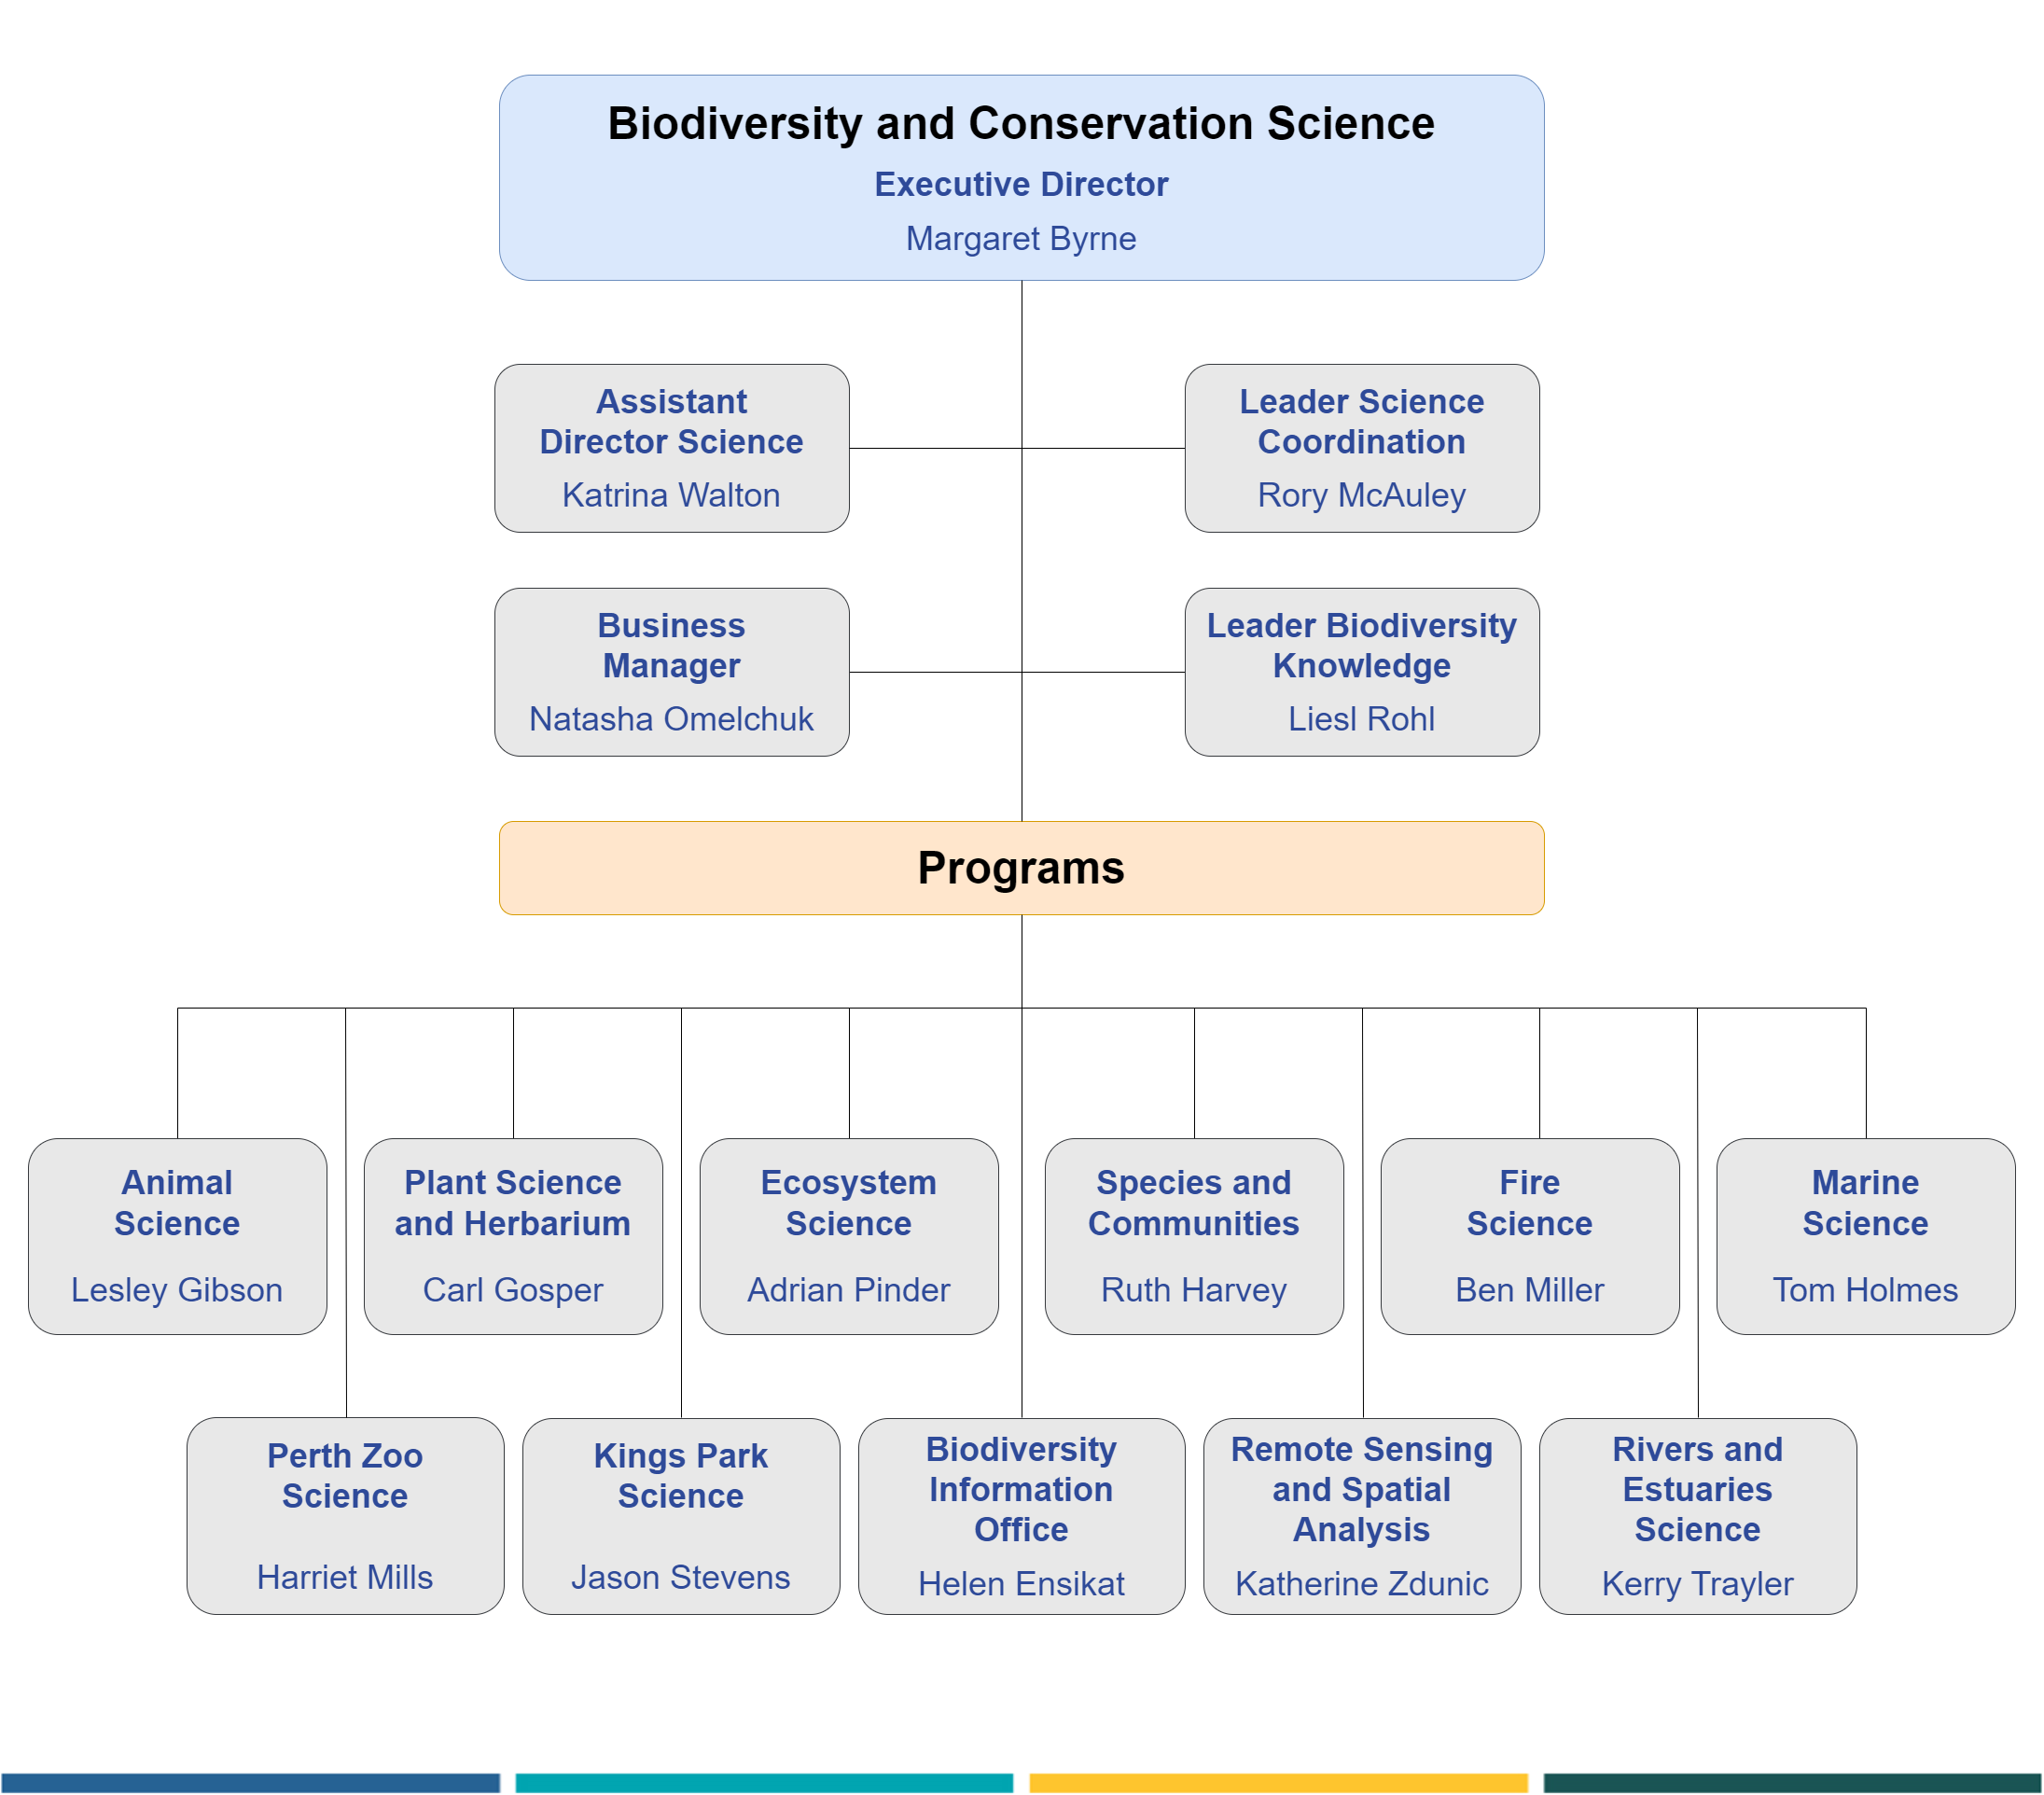 Biodiversity and Conservation Science
Executive Director
Margaret Byrne
Assistant
Director Science
Katrina Walton
Leader Science
Coordination
Rory McAuley
Business
Manager
Natasha Omelchuk
Leader Biodiversity
Knowledge
Liesl Rohl
Programs
Animal
Science
Lesley Gibson
Plant Science
and Herbarium
Carl Gosper
Ecosystem
Science
Adrian Pinder
Species and
Communities
Ruth Harvey
Fire
Science
Ben Miller
Marine
Science
Tom Holmes
Perth Zoo
Science
Harriet Mills
Kings Park
Science
Jason Stevens
Biodiversity
Information
Office
Helen Ensikat
Remote Sensing
and Spatial
Analysis
Katherine Zdunic
Rivers and
Estuaries
Science
Kerry Trayler